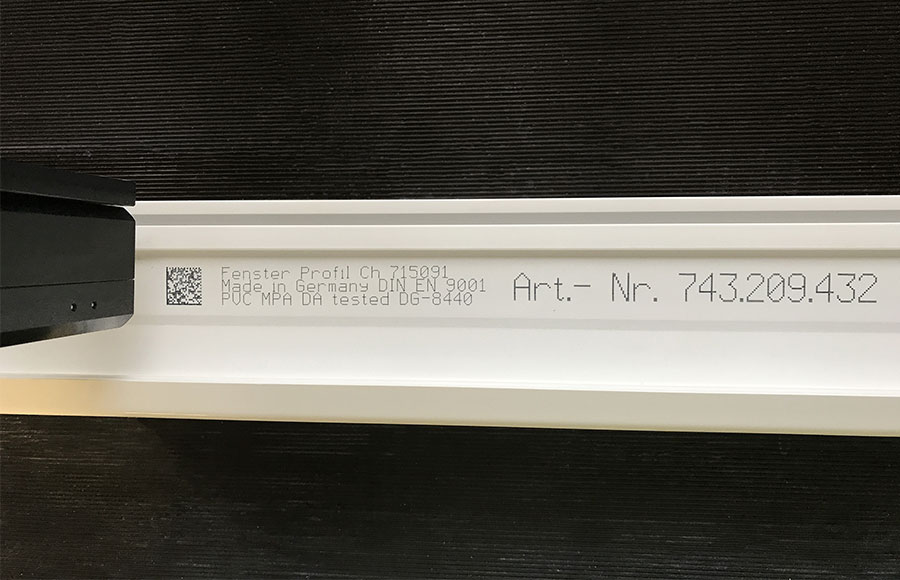 Fenster Profil Ch 715091
Made in Germany DIN EN 9001
PVC MPA DA tested DG-8440
Art.- Nr. 743.209.432